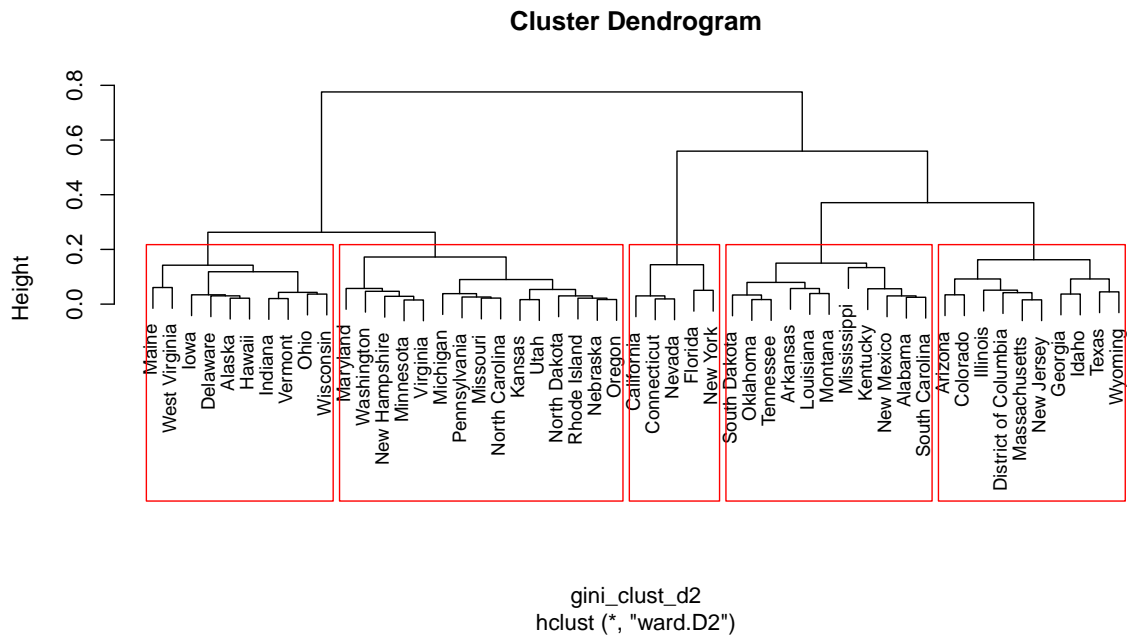 Cluster Dendrogram
Height
0.8
0.6
0.4
0.2
0.0
Maine
West Virginia
Iowa
Delaware
Alaska
Hawaii
Indiana
Vermont
Ohio
Wisconsin
Maryland
Washington
New Hampshire
Minnesota
Virginia
Michigan
Pennsylvania
Missouri
North Carolina
Kansas
Utah
North Dakota
Rhode Island
Nebraska
Oregon
California
Connecticut
Nevada
Florida
New York
South Dakota
Oklahoma
Tennessee
Arkansas
Louisiana
Montana
Mississippi
Kentucky
New Mexico
Alabama
South Carolina
Arizona
Colorado
Illinois
District of Columbia
Massachusetts
New Jersey
Georgia
Idaho
Texas
Wyoming
gini_clust_d2
hclust (*, "ward.D2")